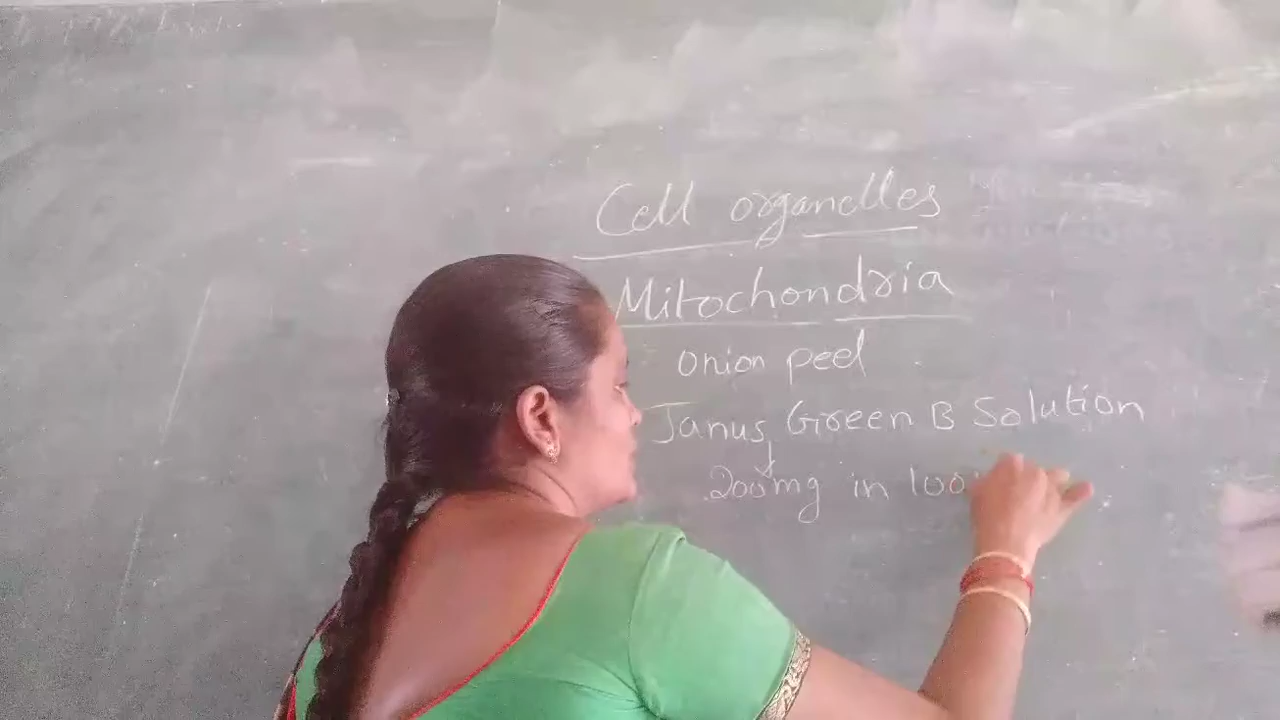 Cell organelles
Mitochondria
Onion peel
Janus Green B Solution
200mg in 100